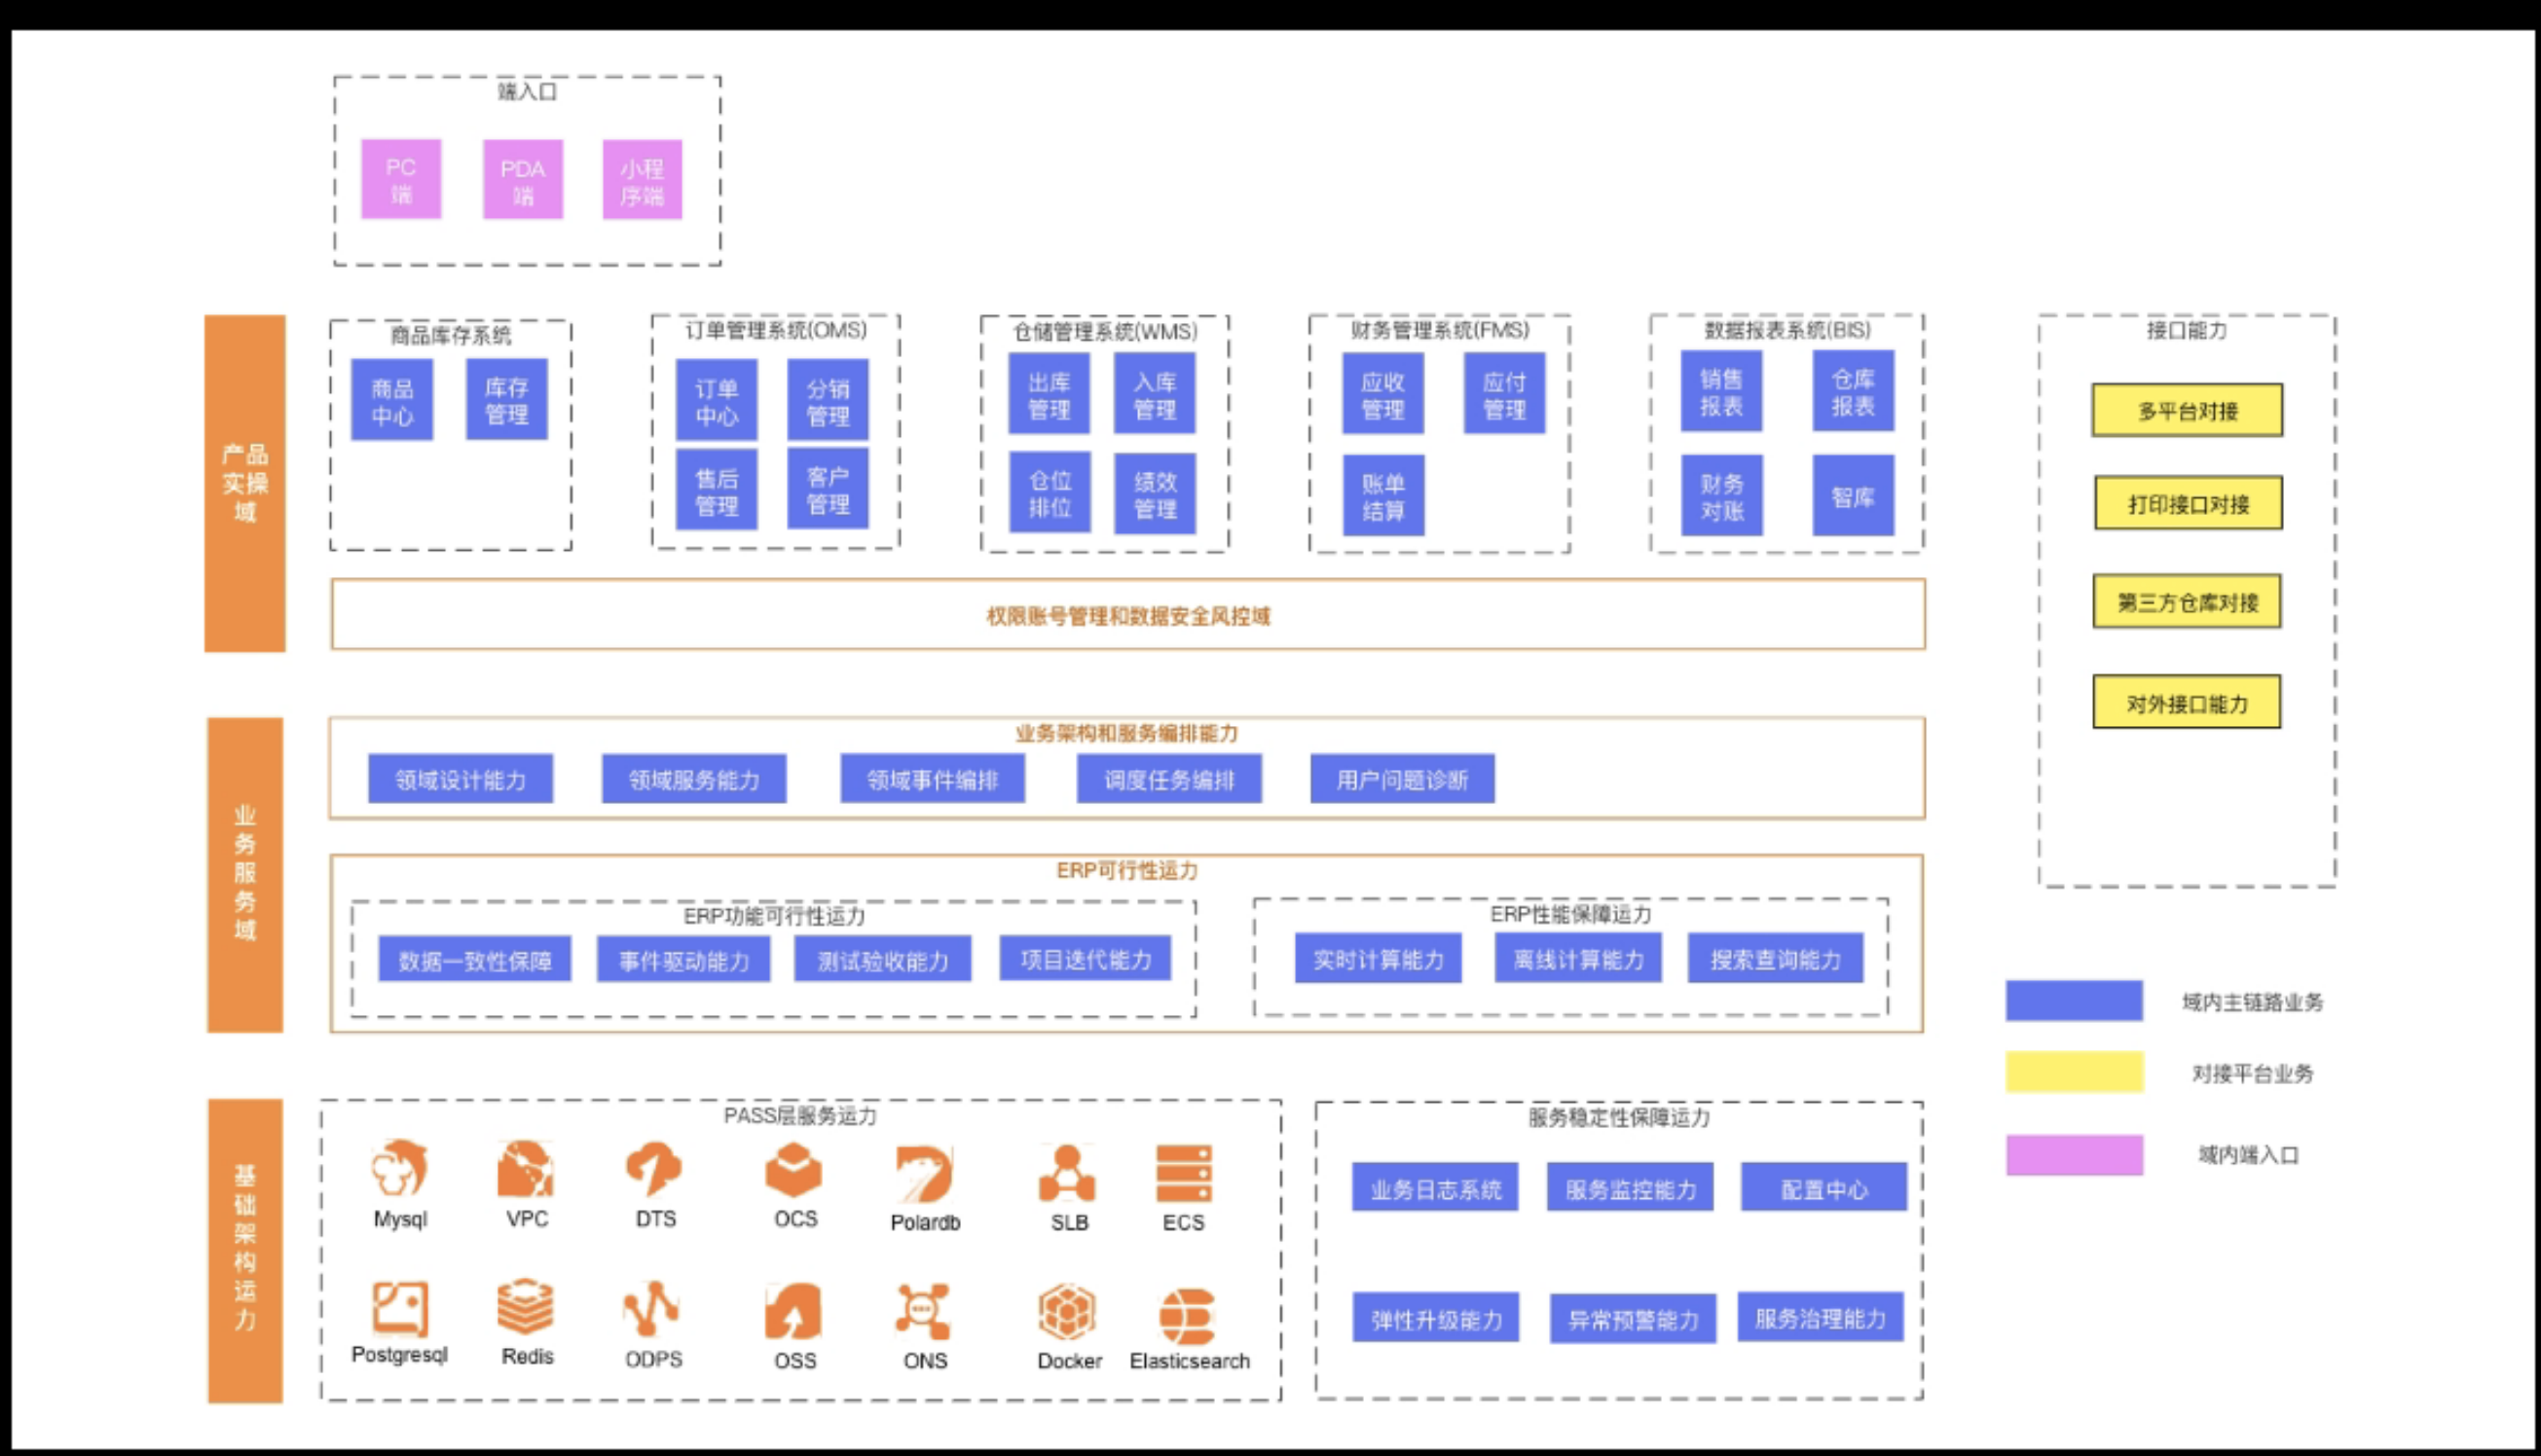 端入口
PC
端
PDA
端
小程
序端
产品
实操
域
商品库存系统
商品
中心
库存
管理
订单管理系统(OMS)
订单
中心
分销
管理
售后
管理
客户
管理
仓储管理系统(WMS)
出库
管理
入库
管理
仓位
排位
绩效
管理
财务管理系统(FMS)
应收
管理
应付
管理
账单
结算
数据报表系统(BIS)
销售
报表
仓库
报表
财务
对账
智库
权限账号管理和数据安全风控域
接口能力
多平台对接
打印接口对接
第三方仓库对接
对外接口能力
业
务
服
务
域
业务架构和服务编排能力
领域设计能力
领域服务能力
领域事件编排
调度任务编排
用户问题诊断
ERP可行性运力
ERP功能可行性运力
数据一致性保障
事件驱动能力
测试验收能力
项目迭代能力
ERP性能保障运力
实时计算能力
离线计算能力
搜索查询能力
域内主链路业务
对接平台业务
域内端入口
基
础
架
构
运
力
PASS层服务运力
Mysql
VPC
DTS
OCS
Polardb
SLB
ECS
Postgresql
Redis
ODPS
OSS
ONS
Docker
Elasticsearch
服务稳定性保障运力
业务日志系统
服务监控能力
配置中心
弹性升级能力
异常预警能力
服务治理能力